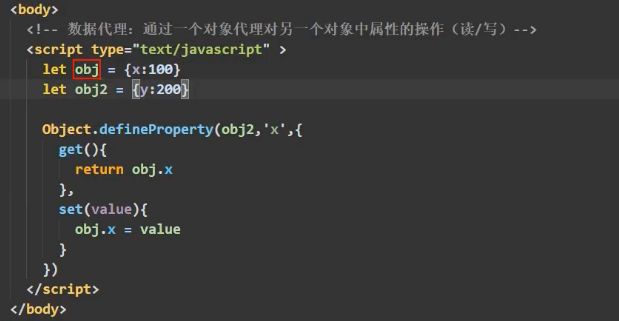 <body>
<!-- 数据代理：通过一个对象代理对另一个对象中属性的操作（读/写）-->
<script type="text/javascript" >
let obj = {x:100}
let obj2 = {y:200}
Object.defineProperty(obj2,'x',{
get(){
return obj.x
},
set(value){
obj.x = value
}
})
</script>
</body>